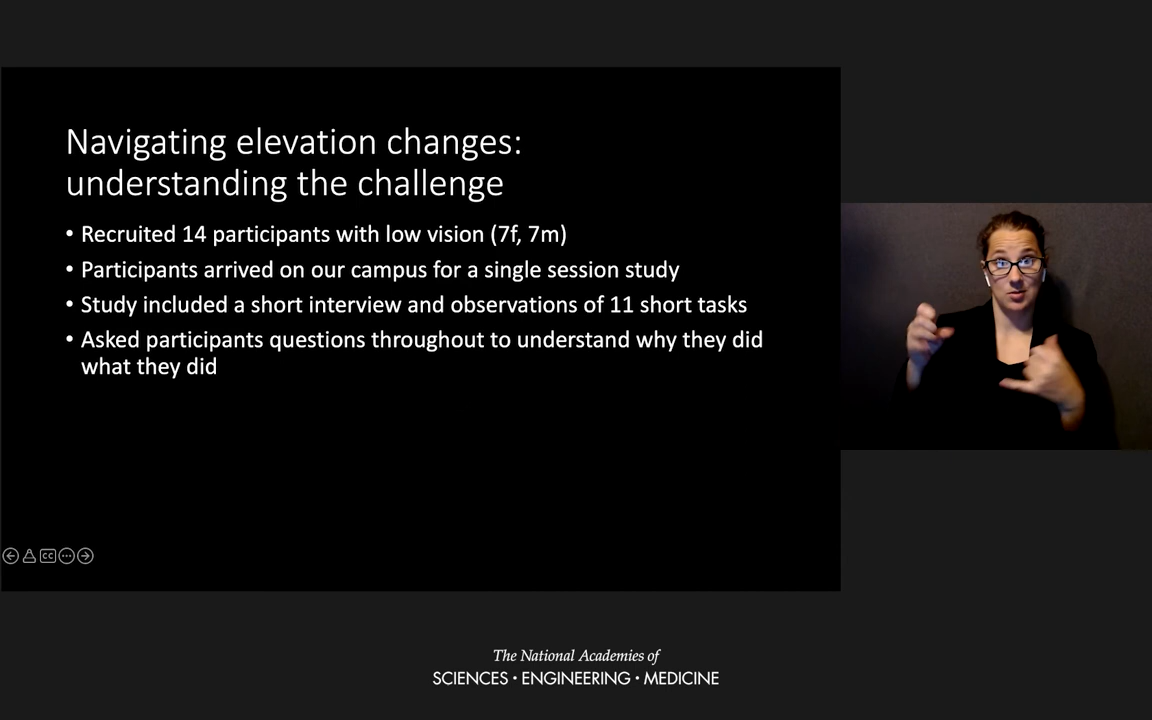 Navigating elevation changes:
understanding the challenge
• Recruited 14 participants with low vision (7f, 7m)
• Participants arrived on our campus for a single session study
• Study included a short interview and observations of 11 short tasks
• Asked participants questions throughout to understand why they did
what they did
CC
The National Academies of
SCIENCES • ENGINEERING • MEDICINE